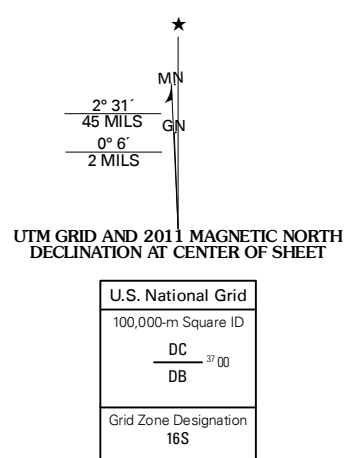 ★
MN
2° 31´
45 MILS
GN
0° 6´
2 MILS
UTM GRID AND 2011 MAGNETIC NORTH
DECLINATION AT CENTER OF SHEET
U.S. National Grid
100,000-m Square ID
DC
37 00
DB
Grid Zone Designation
16S